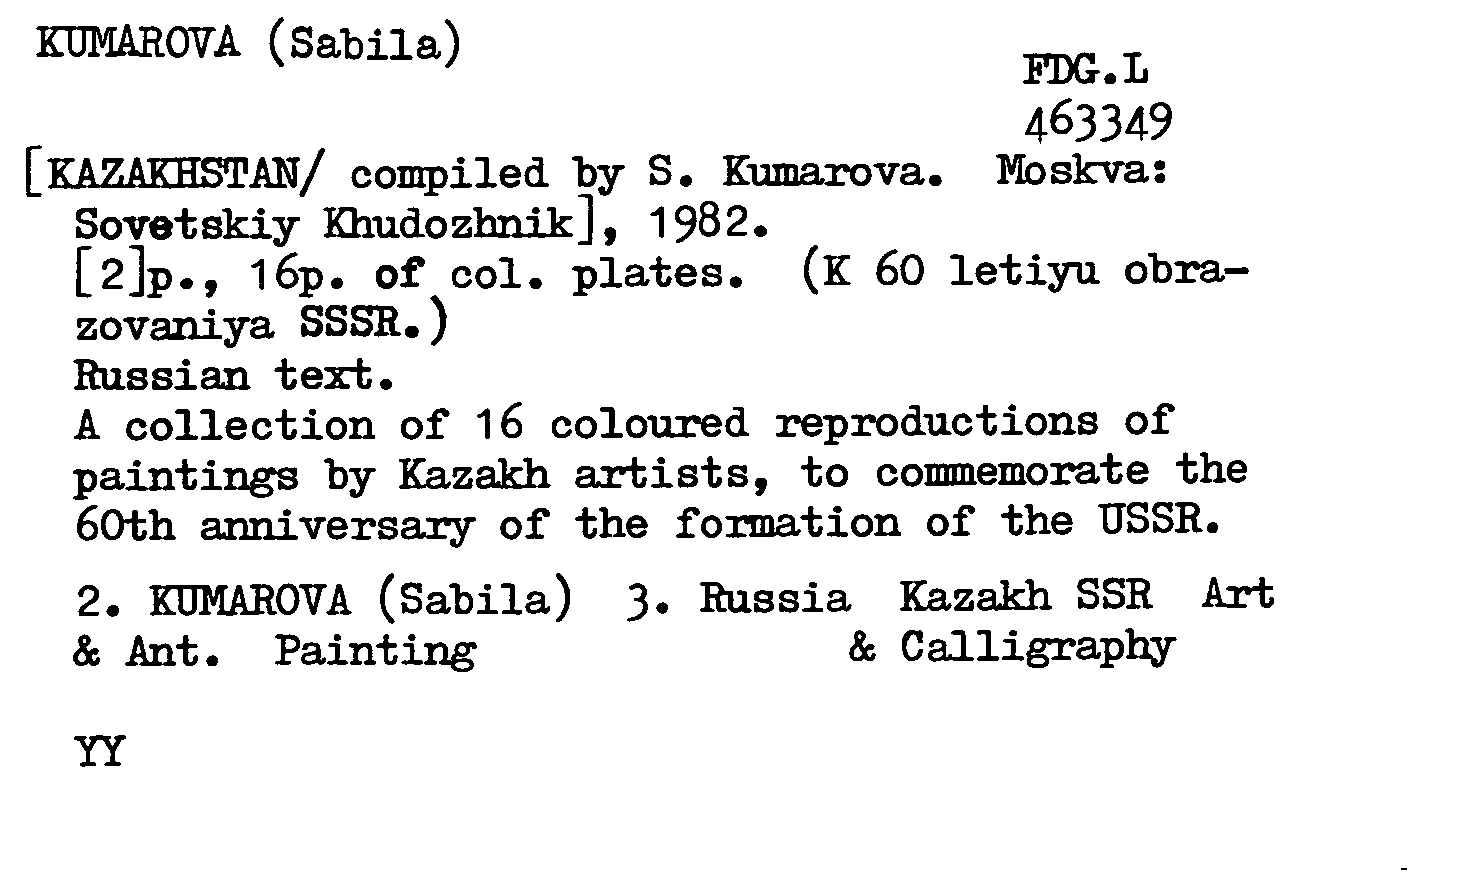 KUMAROVA (Sabila)
FDG.L
463349
[KAZAKHSTAN/ compiled by S. Kumarova. Moskva:
Sovetskiy Khudozhnik], 1982.
[2]p., 16p. of col. plates. (K 60 letiyu obra-
zovaniya SSSR.)
Russian text.
A collection of 16 coloured reproductions of
paintings by Kazakh artists, to commemorate the
60th anniversary of the formation of the USSR.
2. KUMAROVA (Sabila) 3. Russia Kazakh SSR Art
& Ant. Painting & Calligraphy
YY